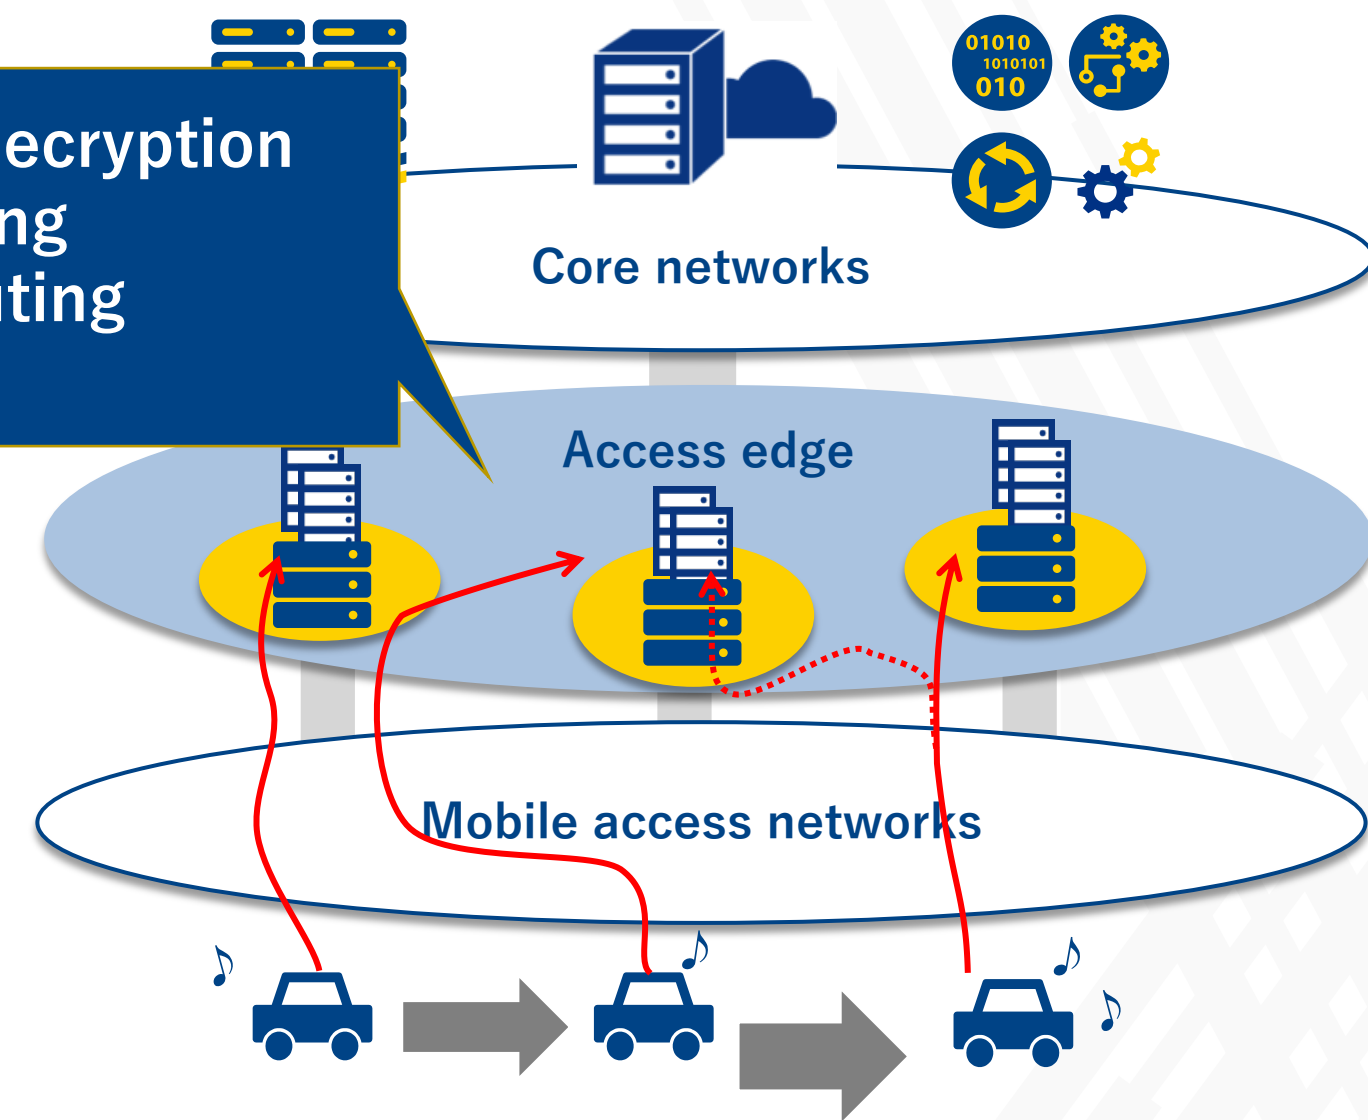 01010
1010101
010
ecryption
ng
uting
Core networks
Access edge
Mobile access networks